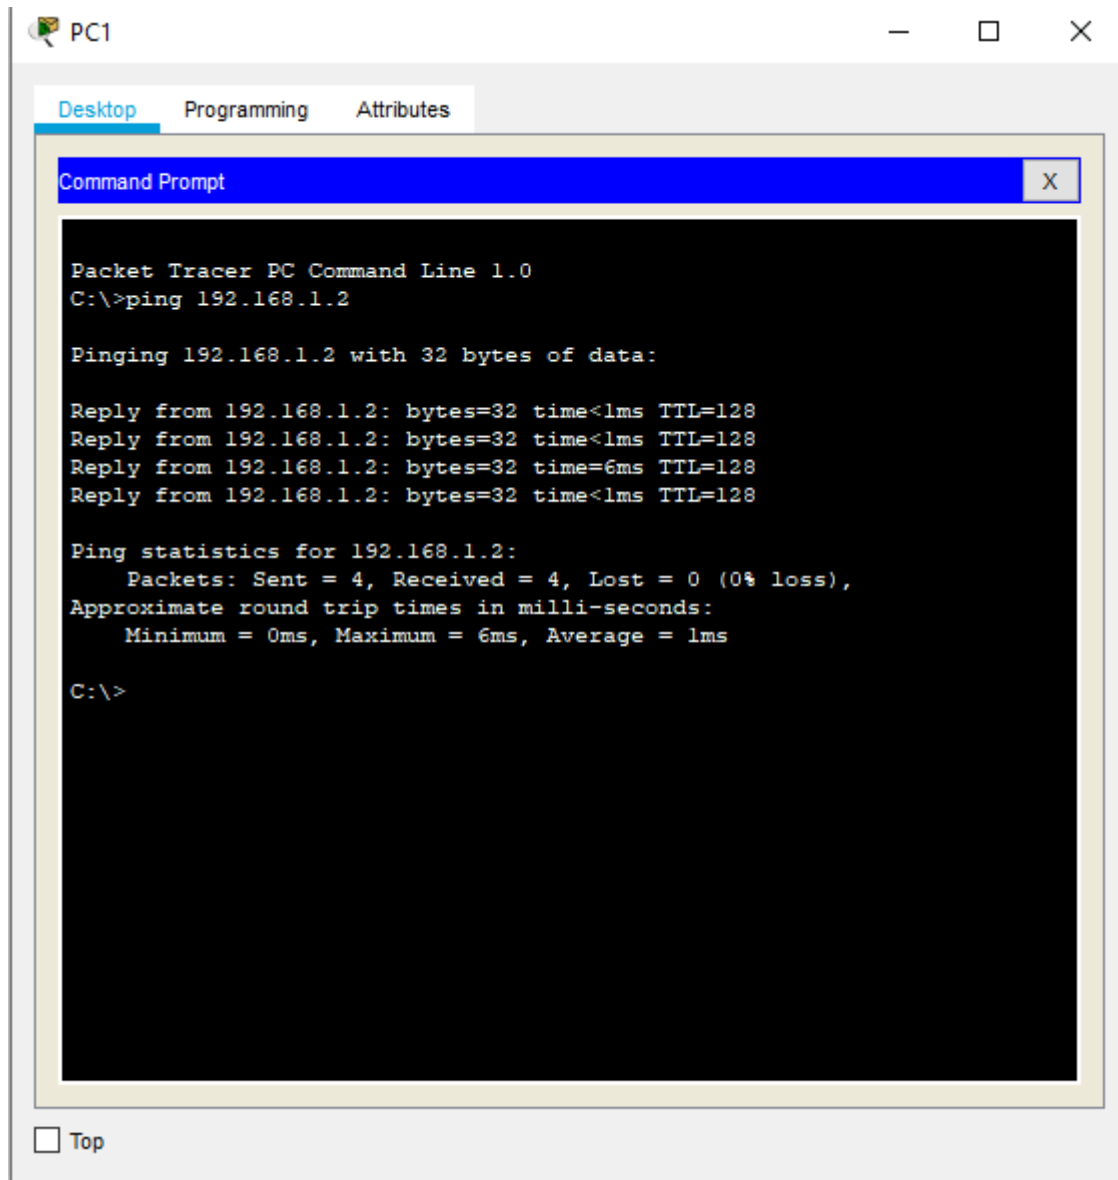 PC1
Desktop Programming Attributes
Command Prompt X
Packet Tracer PC Command Line 1.0
C:\>ping 192.168.1.2
Pinging 192.168.1.2 with 32 bytes of data:
Reply from 192.168.1.2: bytes=32 time<1ms TTL=128
Reply from 192.168.1.2: bytes=32 time<1ms TTL=128
Reply from 192.168.1.2: bytes=32 time=6ms TTL=128
Reply from 192.168.1.2: bytes=32 time<1ms TTL=128
Ping statistics for 192.168.1.2:
Packets: Sent = 4, Received = 4, Lost = 0 (0% loss),
Approximate round trip times in milli-seconds:
Minimum = 0ms, Maximum = 6ms, Average = 1ms
C:\>
Top